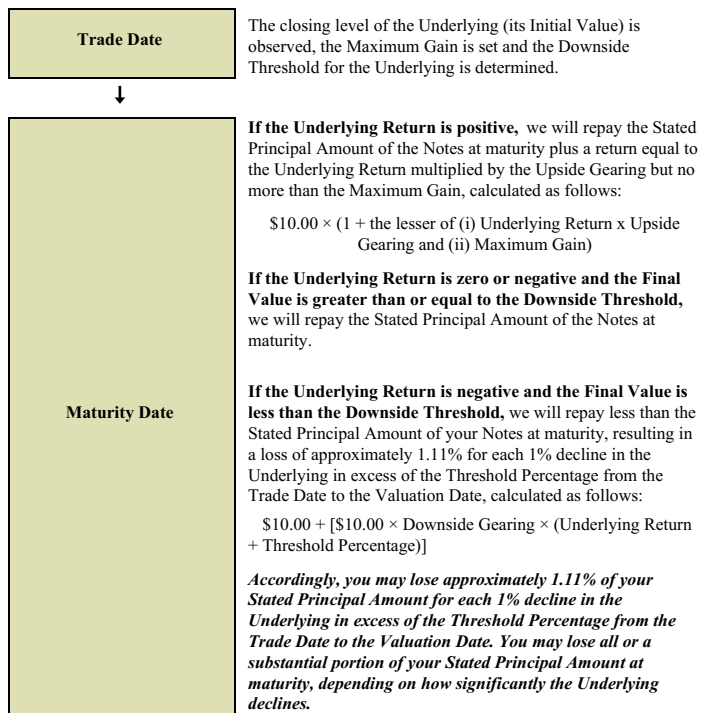 Trade Date
The closing level of the Underlying (its Initial Value) is
observed, the Maximum Gain is set and the Downside
Threshold for the Underlying is determined.
Maturity Date
If the Underlying Return is positive, we will repay the Stated
Principal Amount of the Notes at maturity plus a return equal to
the Underlying Return multiplied by the Upside Gearing but no
more than the Maximum Gain, calculated as follows:
$10.00 × (1 + the lesser of (i) Underlying Return x Upside
Gearing and (ii) Maximum Gain)
If the Underlying Return is zero or negative and the Final
Value is greater than or equal to the Downside Threshold,
we will repay the Stated Principal Amount of the Notes at
maturity.
If the Underlying Return is negative and the Final Value is
less than the Downside Threshold, we will repay less than the
Stated Principal Amount of your Notes at maturity, resulting in
a loss of approximately 1.11% for each 1% decline in the
Underlying in excess of the Threshold Percentage from the
Trade Date to the Valuation Date, calculated as follows:
$10.00 + [$10.00 × Downside Gearing × (Underlying Return
+ Threshold Percentage)]
Accordingly, you may lose approximately 1.11% of your
Stated Principal Amount for each 1% decline in the
Underlying in excess of the Threshold Percentage from the
Trade Date to the Valuation Date. You may lose all or a
substantial portion of your Stated Principal Amount at
maturity, depending on how significantly the Underlying
declines.